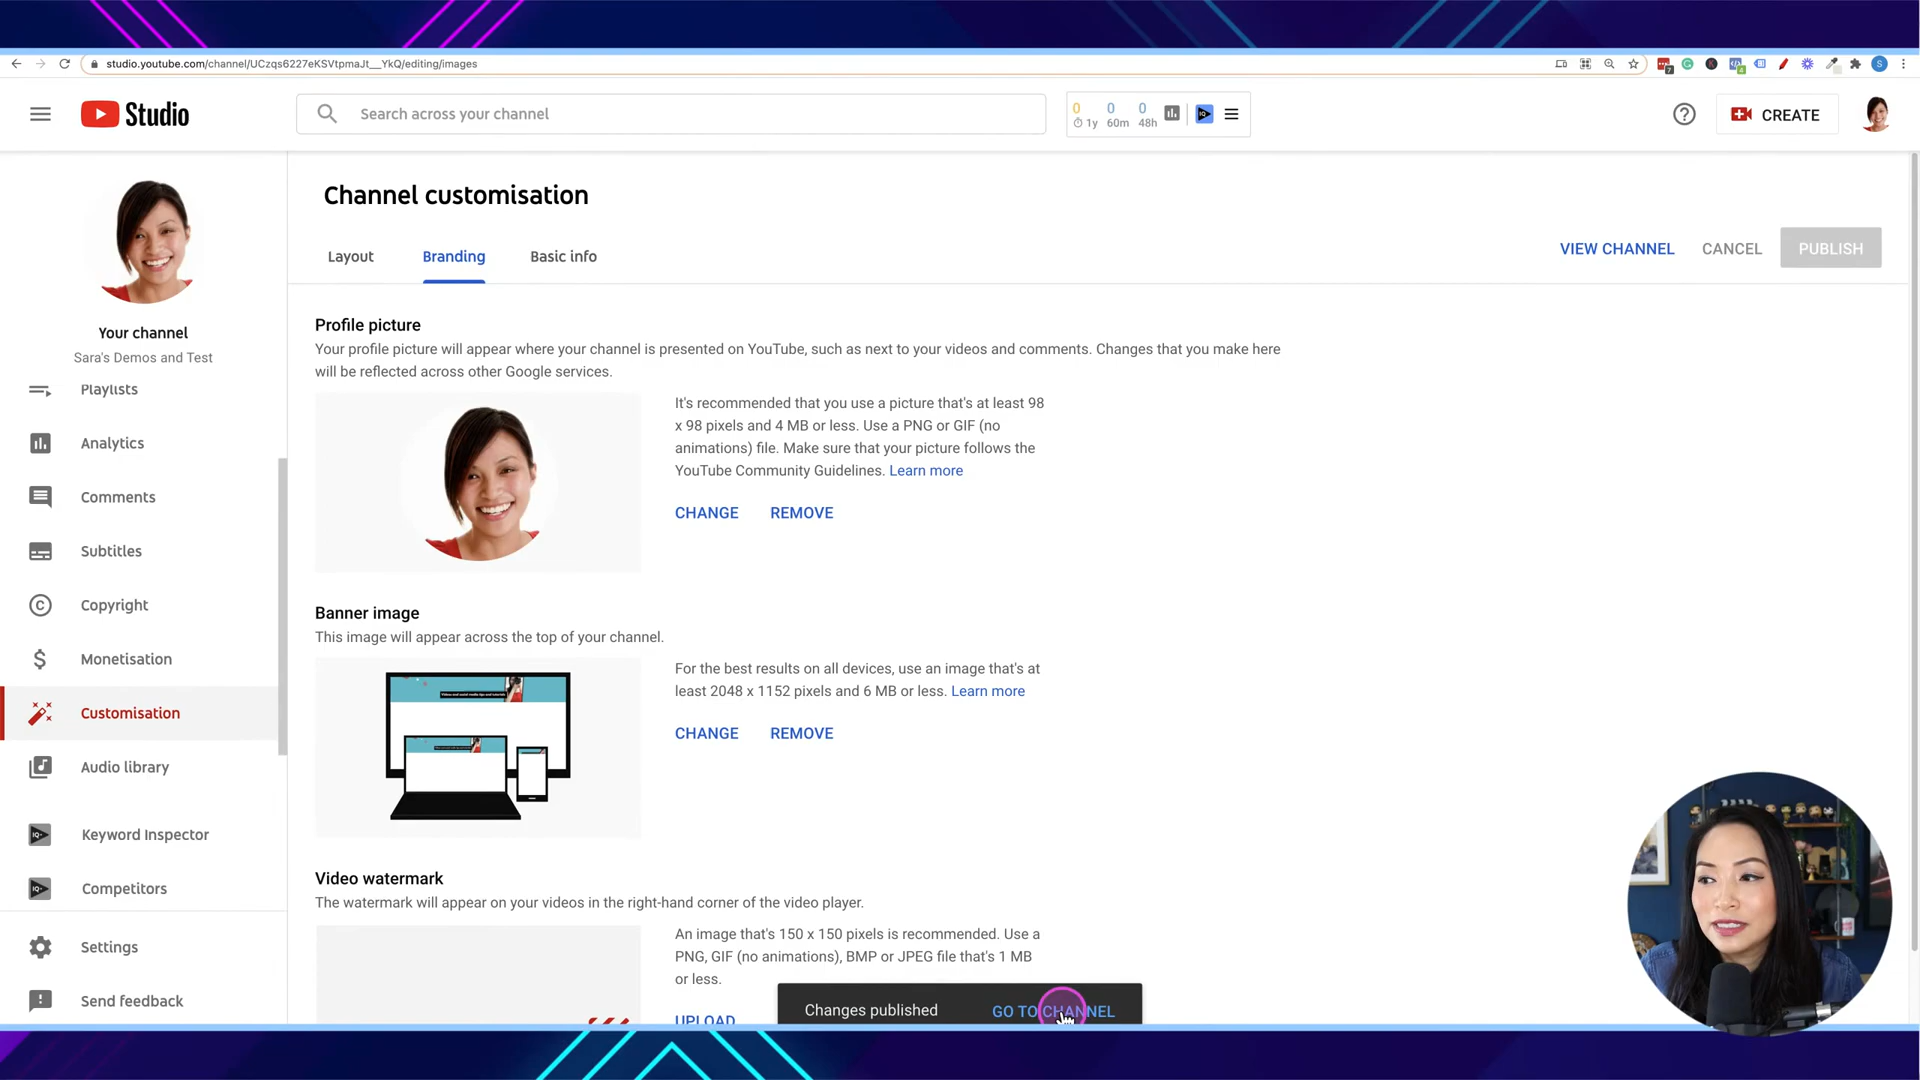 studio.youtube.com/channel/UCzqs6227eKSVtpmaJt__YkQ/editing/images
7
4
S
Studio
Search across your channel
0 0 0
1y 60m 48h
CREATE
Channel customisation
Layout Branding Basic info
VIEW CHANNEL CANCEL PUBLISH
Your channel
Sara's Demos and Test
Playlists
Analytics
Comments
Subtitles
Copyright
Monetisation
Customisation
Audio library
Keyword Inspector
Competitors
Settings
Send feedback
Profile picture
Your profile picture will appear where your channel is presented on YouTube, such as next to your videos and comments. Changes that you make here
will be reflected across other Google services.
It's recommended that you use a picture that's at least 98
x 98 pixels and 4 MB or less. Use a PNG or GIF (no
animations) file. Make sure that your picture follows the
YouTube Community Guidelines. Learn more
CHANGE REMOVE
Banner image
This image will appear across the top of your channel.
Videos and social media tips and tutorials
For the best results on all devices, use an image that's at
least 2048 x 1152 pixels and 6 MB or less. Learn more
CHANGE REMOVE
Video watermark
The watermark will appear on your videos in the right-hand corner of the video player.
An image that's 150 x 150 pixels is recommended. Use a
PNG, GIF (no animations), BMP or JPEG file that's 1 MB
or less.
UPLOAD
Changes published GO TO CHANNEL